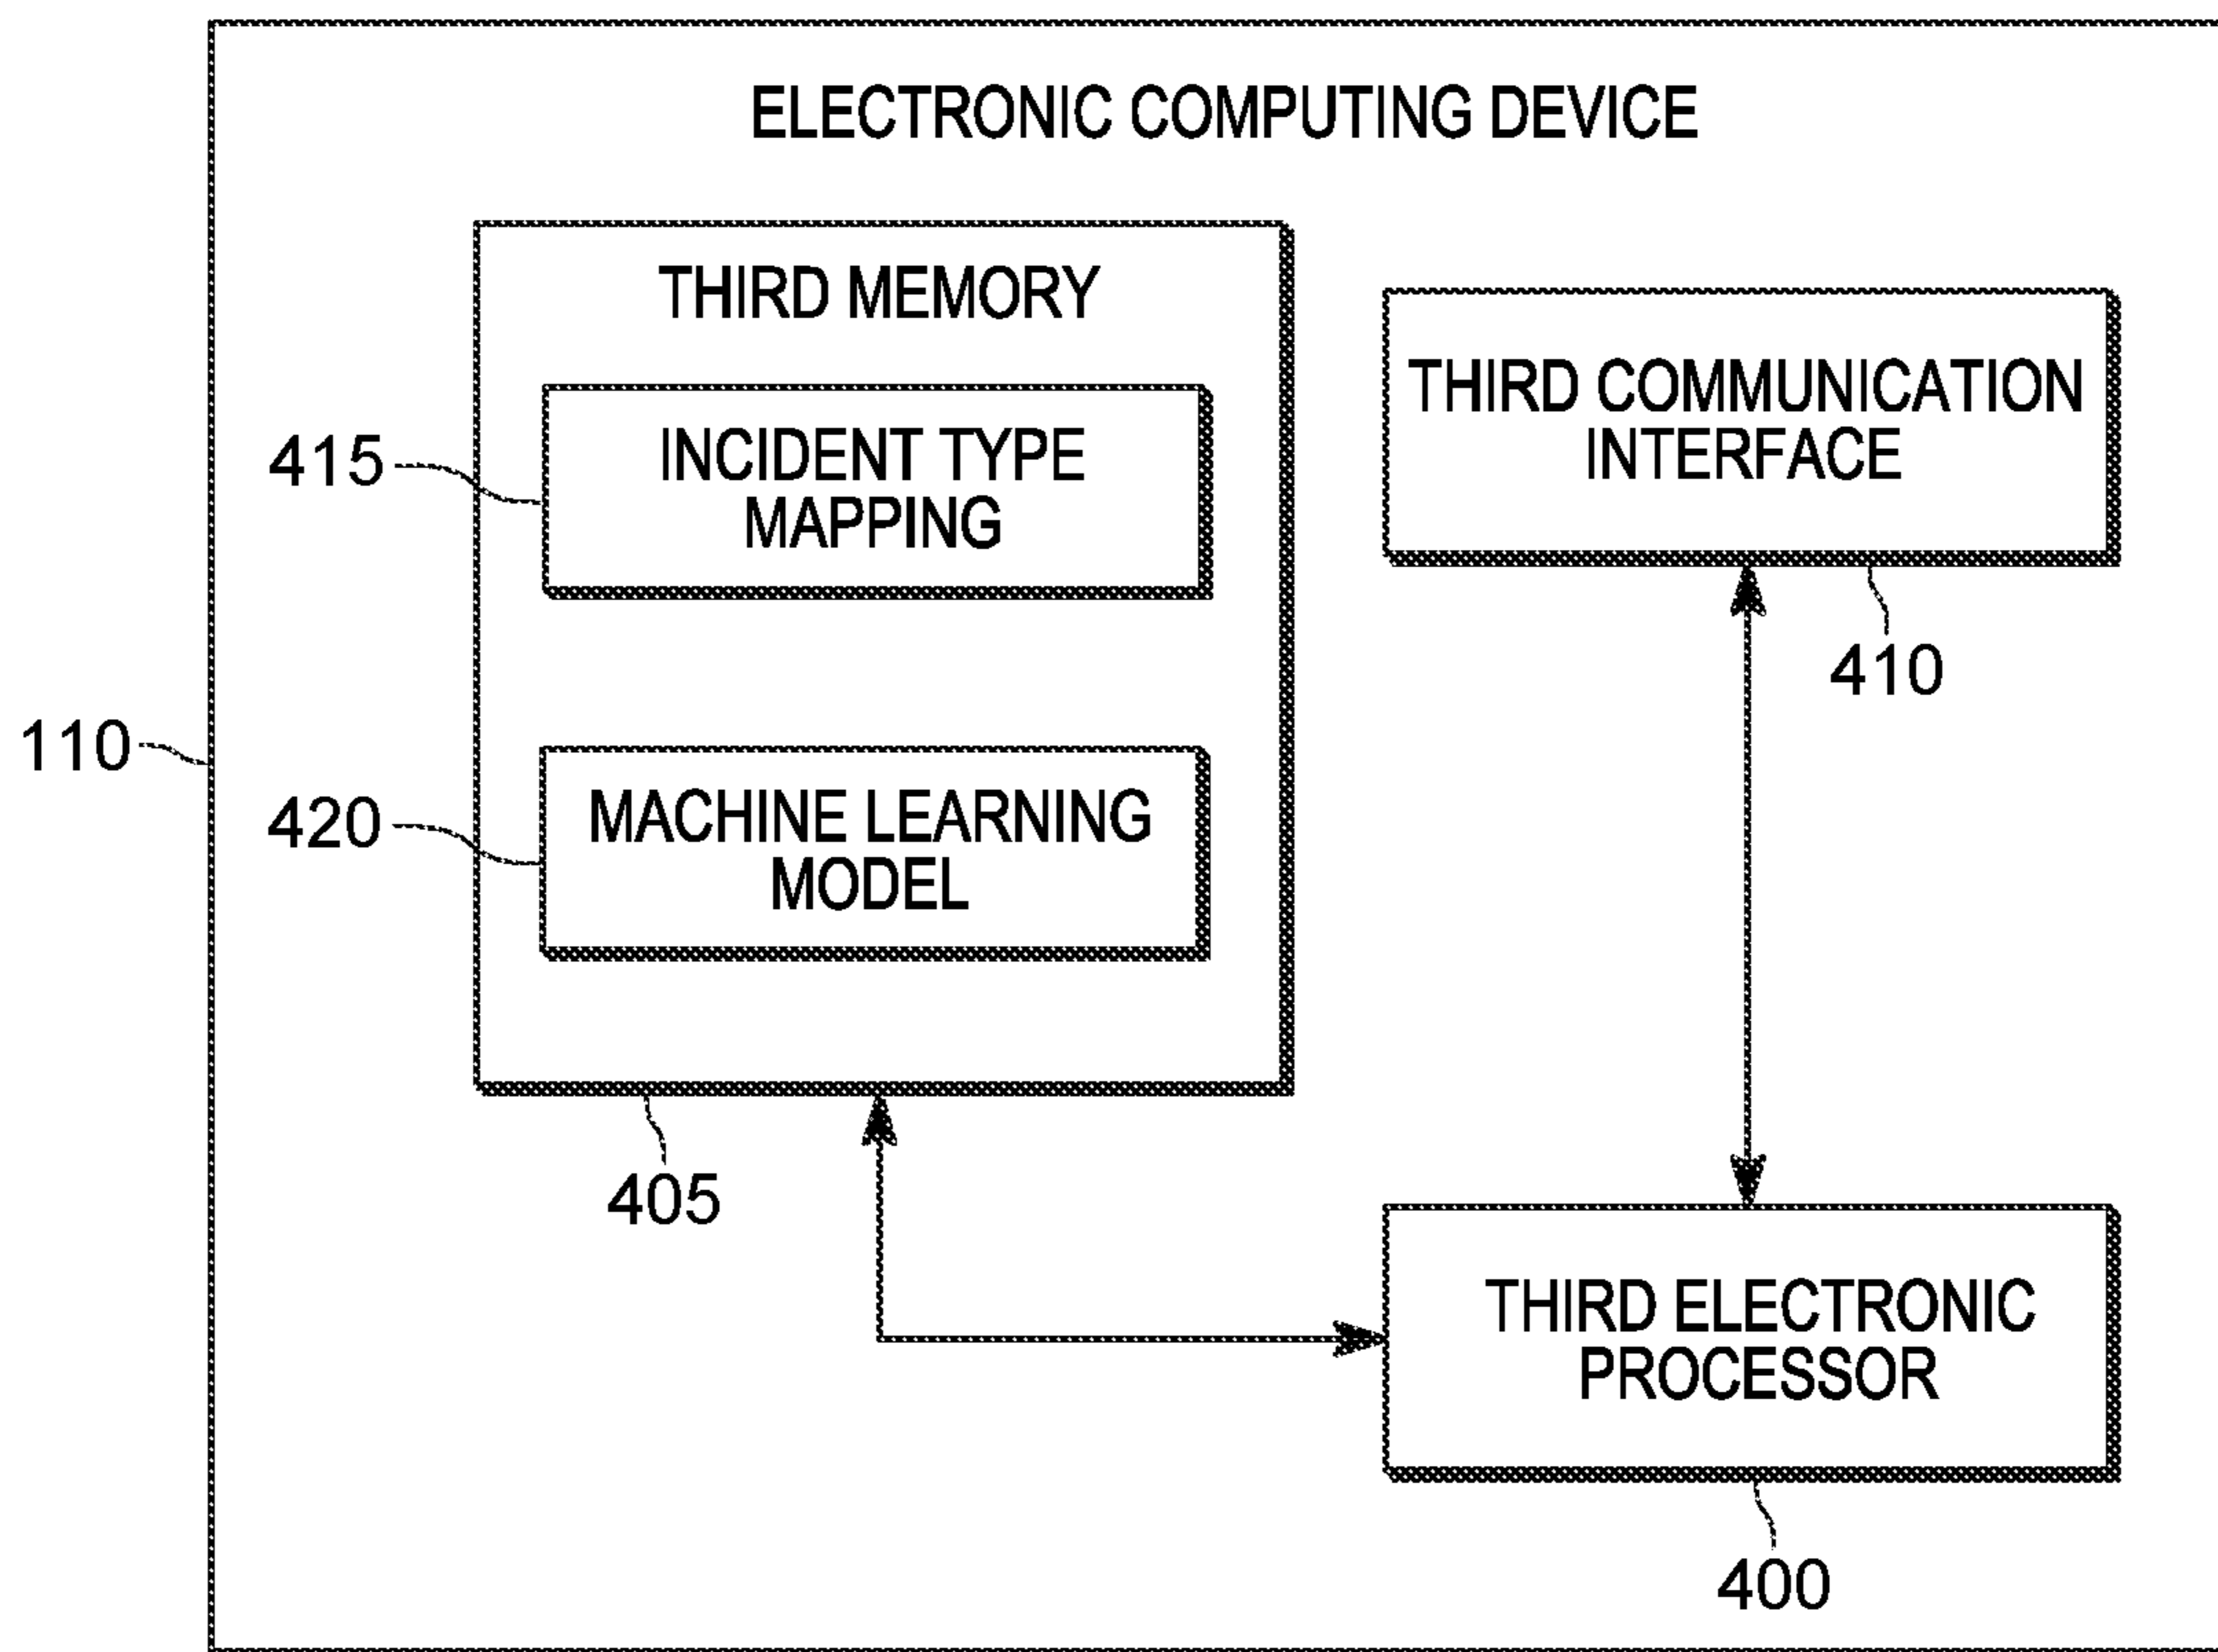 ELECTRONIC COMPUTING DEVICE
THIRD MEMORY
INCIDENT TYPE
MAPPING
415
MACHINE LEARNING
MODEL
420
405
THIRD COMMUNICATION
INTERFACE
410
THIRD ELECTRONIC
PROCESSOR
400
110